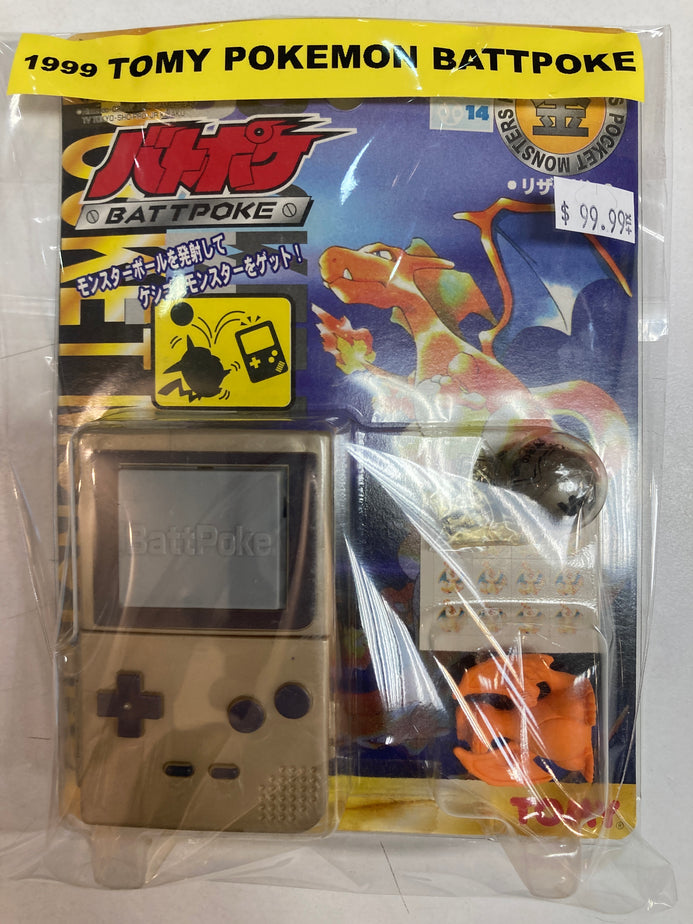 1999 TOMY POKEMON BATTPOKE
14
金
S POCKET MONSTERS
バトポケ
BATTPOKE
• リザ
$ 99.99
モンスターボールを発射して
モンスターをゲット!
BattPoke
TOMY